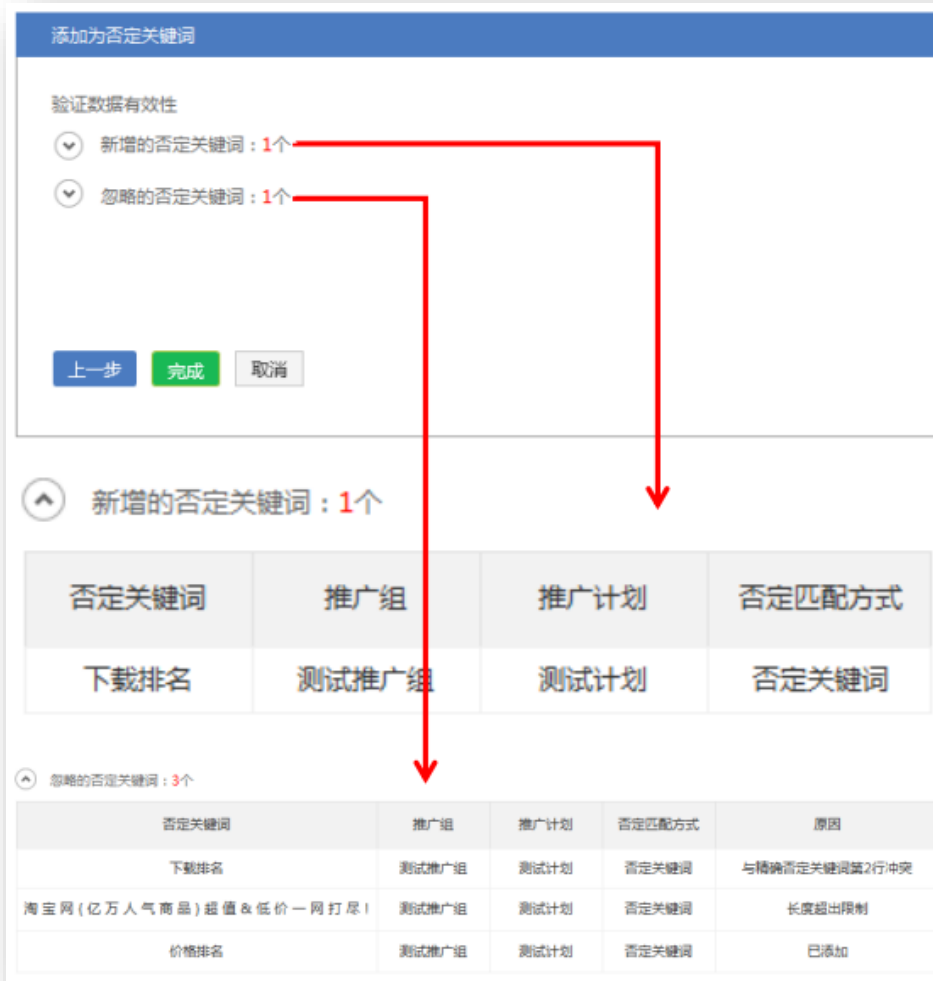 添加为否定关键词
验证数据有效性
新增的否定关键词：1个
忽略的否定关键词：1个
上一步 完成 取消
新增的否定关键词：1个
否定关键词 推广组 推广计划 否定匹配方式
下载排名 测试推广组 测试计划 否定关键词
忽略的否定关键词：3个
否定关键词 推广组 推广计划 否定匹配方式 原因
下载排名 测试推广组 测试计划 否定关键词 与精确否定关键词第2行冲突
淘宝网(亿万人气商品)超值&低价一网打尽! 测试推广组 测试计划 否定关键词 长度超出限制
价格排名 测试推广组 测试计划 否定关键词 已添加